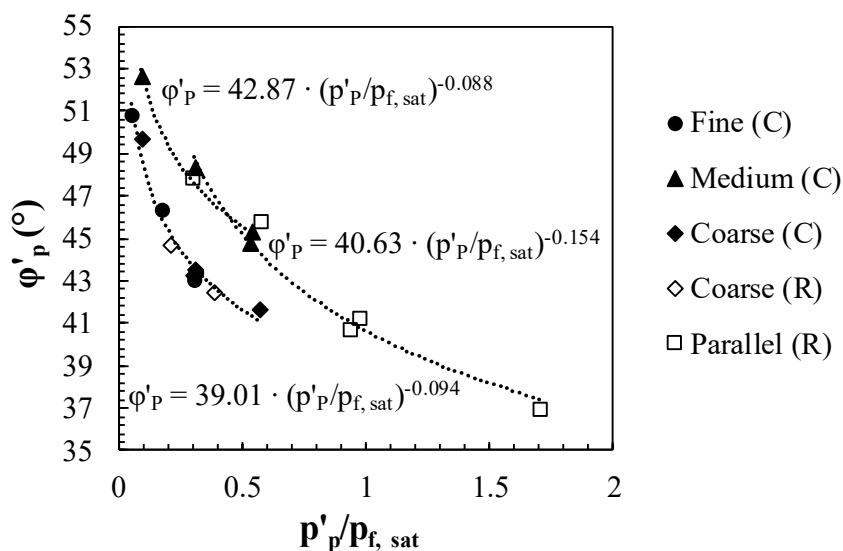 55
53
51
49
47
45
43
41
39
37
35
φ'p (°)
φ'P = 42.87 · (p'P/pf, sat)-0.088
φ'P = 40.63 · (p'P/pf, sat)-0.154
φ'P = 39.01 · (p'P/pf, sat)-0.094
0 0.5 1 1.5 2
p'p/pf, sat
Fine (C)
Medium (C)
Coarse (C)
Coarse (R)
Parallel (R)